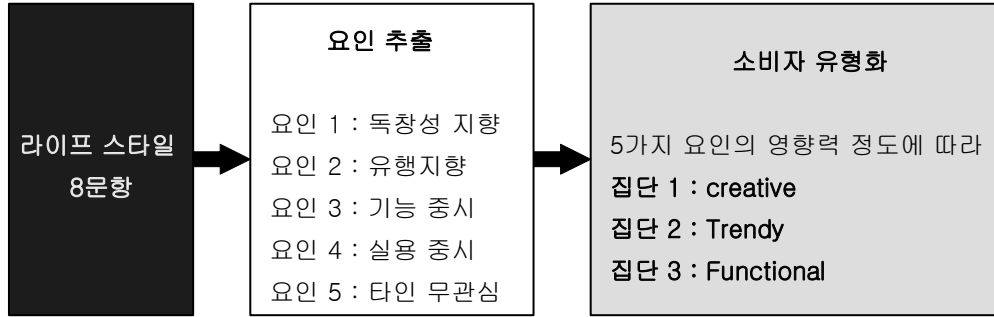 라이프 스타일
8문항
요인 추출
요인 1 : 독창성 지향
요인 2 : 유행지향
요인 3 : 기능 중시
요인 4 : 실용 중시
요인 5 : 타인 무관심
소비자 유형화
5가지 요인의 영향력 정도에 따라
집단 1 : creative
집단 2 : Trendy
집단 3 : Functional